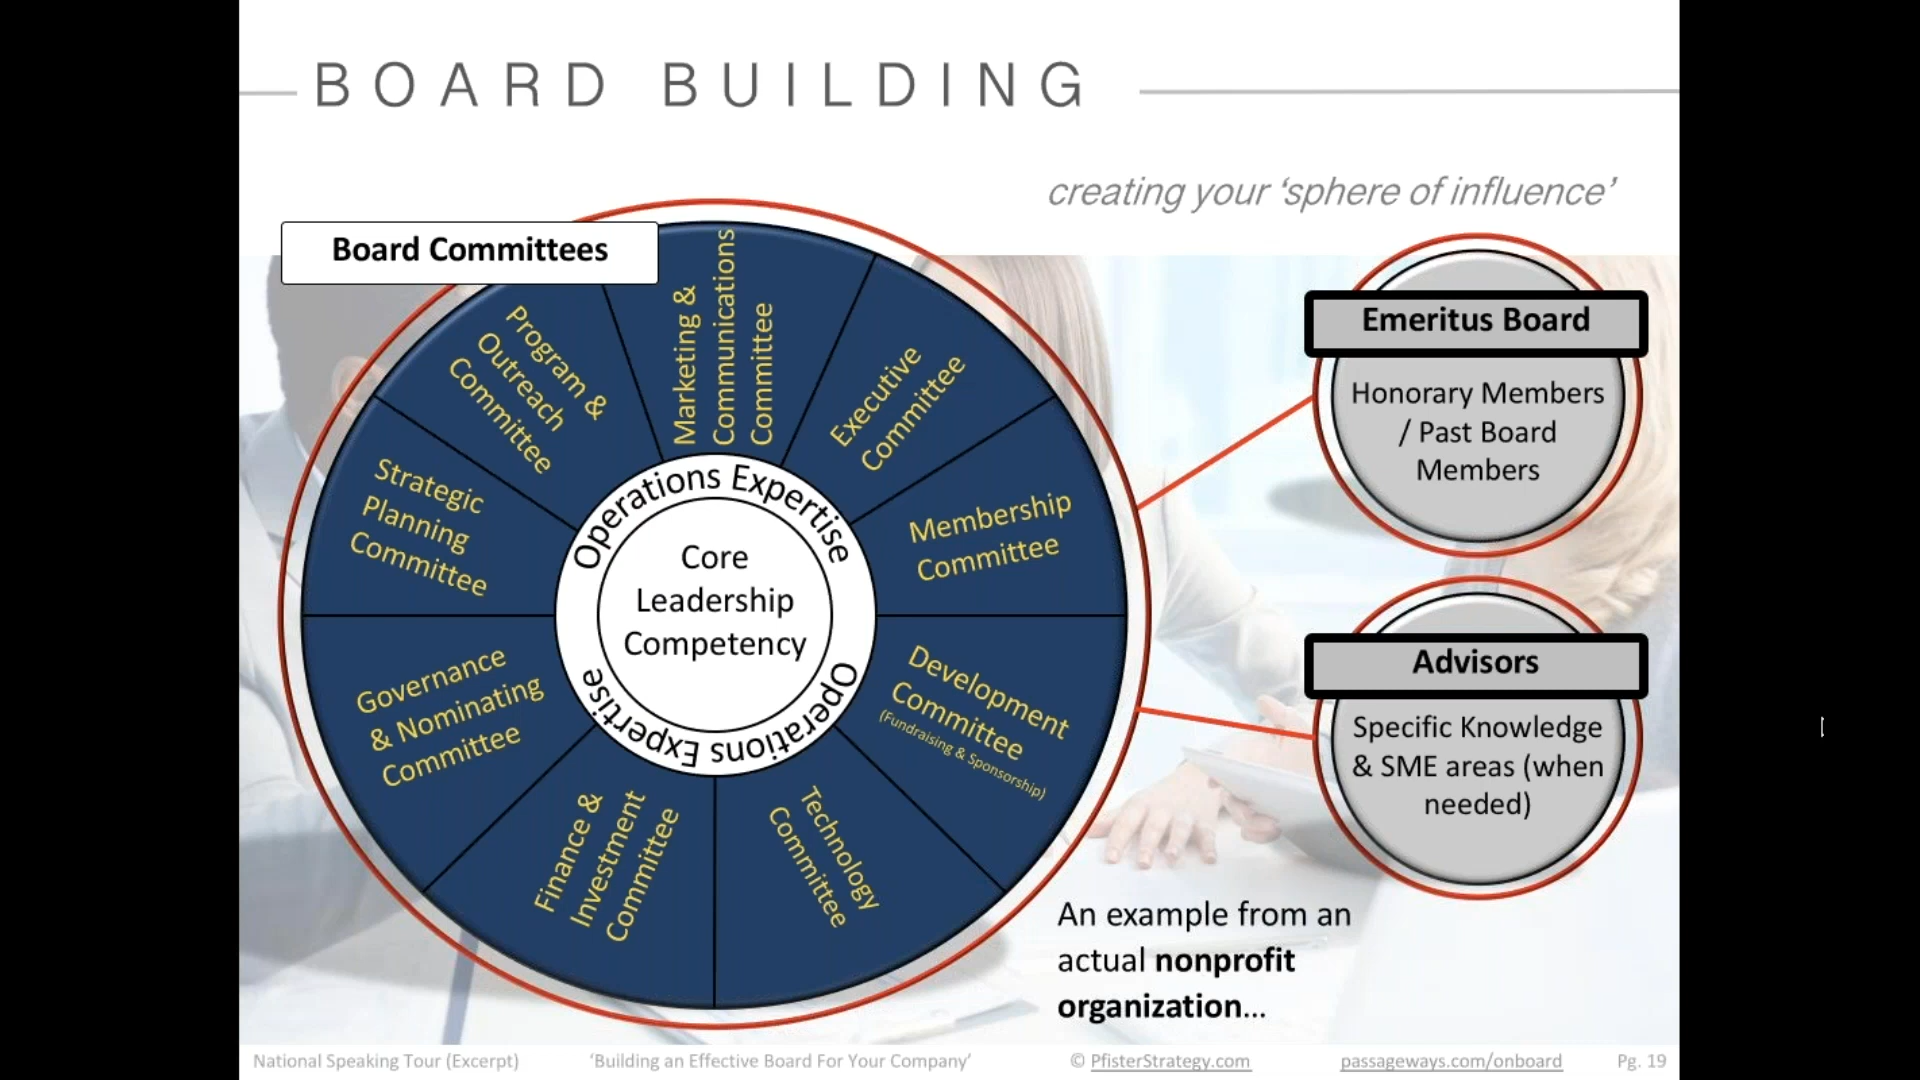 BOARD BUILDING
creating your ‘sphere of influence’
Board Committees
Marketing &
Communications
Committee
Executive
Committee
Membership
Committee
Development
Committee
(Fundraising & Sponsorship)
Technology
Committee
Finance &
Investment
Committee
Governance
& Nominating
Committee
Strategic
Planning
Committee
Program &
Outreach
Committee
Operations Expertise
Core
Leadership
Competency
Operations Expertise
Emeritus Board
Honorary Members
/ Past Board
Members
Advisors
Specific Knowledge
& SME areas (when
needed)
An example from an
actual nonprofit
organization...
National Speaking Tour (Excerpt)
‘Building an Effective Board For Your Company’
© PfisterStrategy.com
passageways.com/onboard
Pg. 19